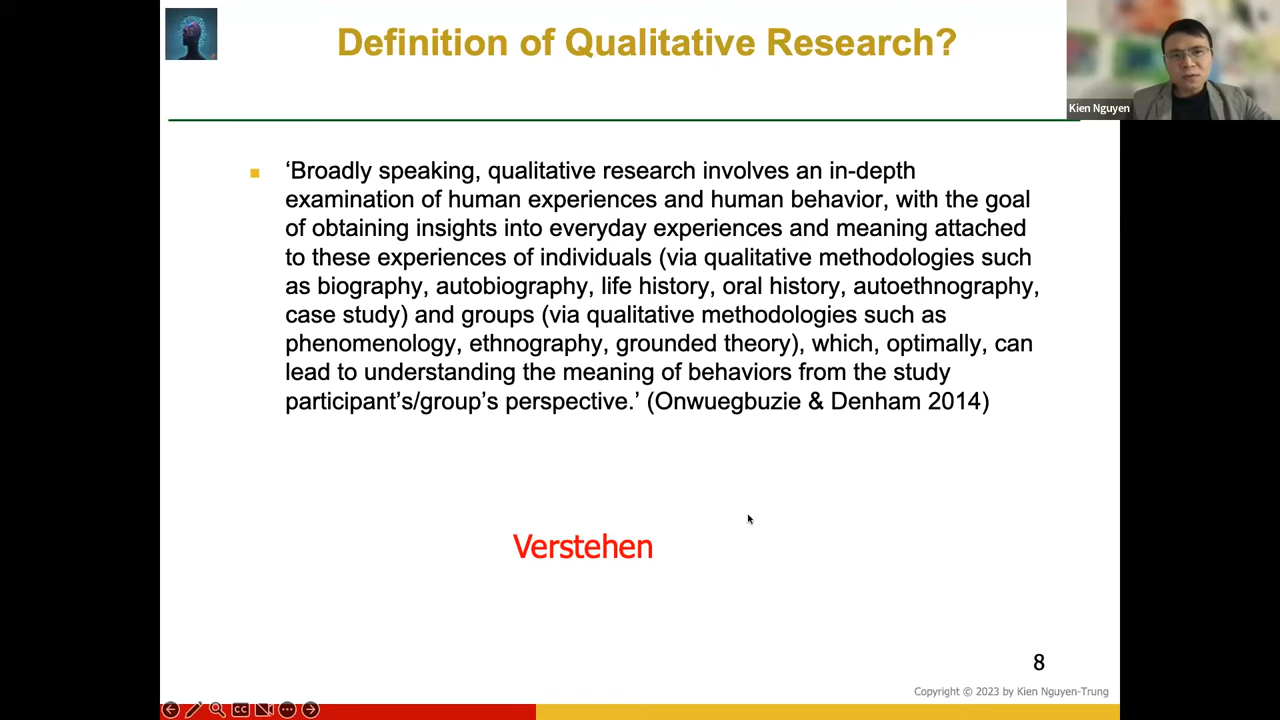 Definition of Qualitative Research?
Kien Nguyen
‘Broadly speaking, qualitative research involves an in-depth
examination of human experiences and human behavior, with the goal
of obtaining insights into everyday experiences and meaning attached
to these experiences of individuals (via qualitative methodologies such
as biography, autobiography, life history, oral history, autoethnography,
case study) and groups (via qualitative methodologies such as
phenomenology, ethnography, grounded theory), which, optimally, can
lead to understanding the meaning of behaviors from the study
participant’s/group’s perspective.’ (Onwuegbuzie & Denham 2014)
Verstehen
8
Copyright © 2023 by Kien Nguyen-Trung
CC